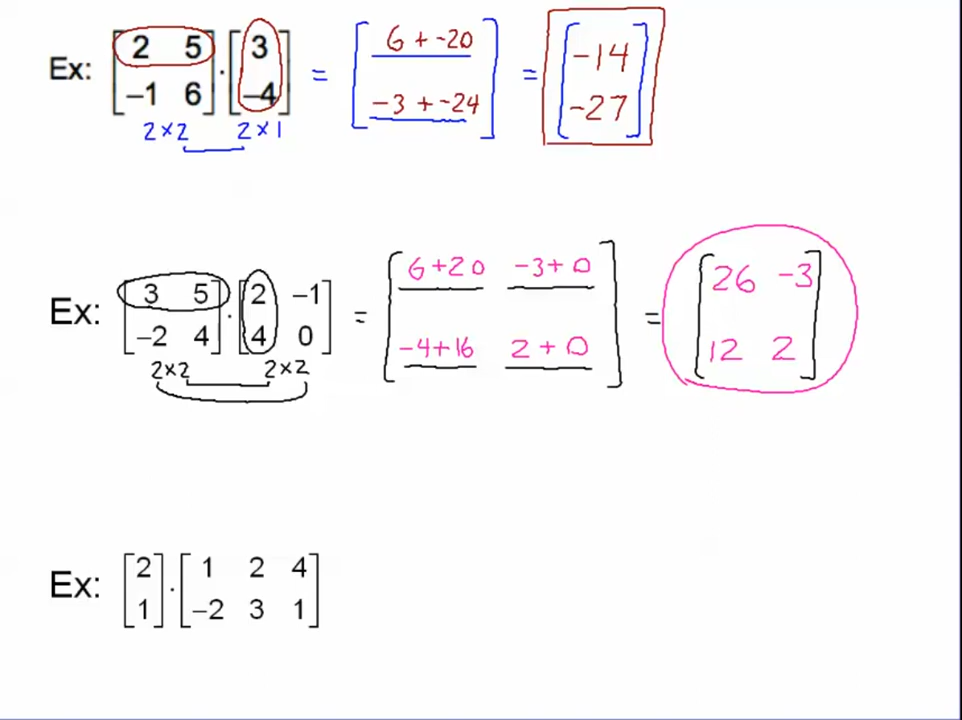 Ex: [2 5 -1 6] · [3 -4] = [6 + -20 -3 + -24] = [-14 -27]
2×2 2×1
Ex: [3 5 -2 4] · [2 -1 4 0] = [6+20 -3+0 -4+16 2+0] = [26 -3 12 2]
2×2 2×2
Ex: [2 1] · [1 2 4 -2 3 1]